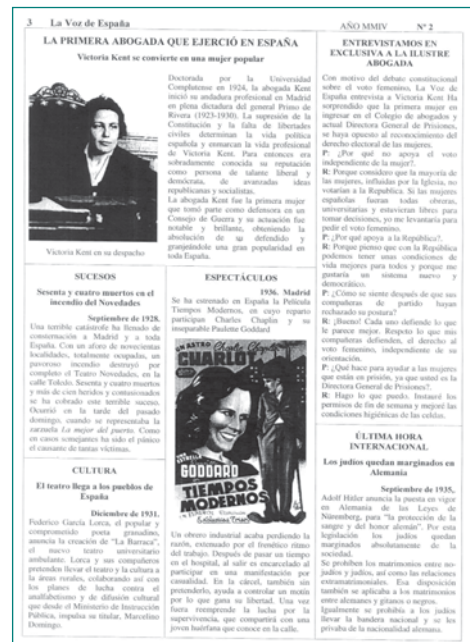 3 La Voz de España
AÑO MMIV Nº 2
LA PRIMERA ABOGADA QUE EJERCIÓ EN ESPAÑA
Victoria Kent se convierte en una mujer popular
Doctorada por la Universidad
Complutense en 1924, la abogada Kent
inició su andadura profesional en Madrid
en plena dictadura del general Primo de
Rivera (1923-1930). La supresión de la
Constitución y la falta de libertades
civiles determinan la vida política
española y enmarcan la vida profesional
de Victoria Kent. Para entonces era
sobradamente conocida su reputación
como persona de talante liberal y
demócrata, de avanzadas ideas
republicanas y socialistas.
La abogada Kent fue la primera mujer
que tomó parte como defensora en un
Consejo de Guerra y su actuación fue
notable y brillante, obteniendo la
absolución de su defendido y
granjeándole una gran popularidad en
toda España.
Victoria Kent en su despacho
SUCESOS
Sesenta y cuatro muertos en el
incendio del Novedades
Septiembre de 1928.
Una terrible catástrofe ha llenado de
consternación a Madrid y a toda
España. Con un aforo de novecientas
localidades, totalmente ocupadas, un
pavoroso incendio destruyó por
completo el Teatro Novedades, en la
calle Toledo. Sesenta y cuatro muertos
y más de cien heridos y contusionados
se ha cobrado este terrible suceso.
Ocurrió en la tarde del pasado
domingo, cuando se representaba la
zarzuela La mejor del puerto. Como
en casos semejantes ha sido el pánico
el causante de tantas víctimas.
CULTURA
El teatro llega a los pueblos de
España
Diciembre de 1931.
Federico García Lorca, el popular y
comprometido poeta granadino,
anuncia la creación de "La Barraca",
el nuevo teatro universitario
ambulante. Lorca y sus compañeros
pretenden llevar el teatro y la cultura a
la áreas rurales, colaborando así con
los planes de lucha contra el
analfabetismo y de difusión cultural
que desde el Ministerio de Instrucción
Pública, impulsa su titular, Marcelino
Domingo.
ESPECTÁCULOS
1936. Madrid
Se ha estrenado en España la Película
Tiempos Modernos, en cuyo reparto
participan Charles Chaplin y su
inseparable Paulette Goddard
UN ASTRO
CHARLOT
UNA ESTRELLA
GODDARD
TIEMPOS
MODERNOS
Un obrero industrial acaba perdiendo la
razón, extenuado por el frenético ritmo
del trabajo. Después de pasar un tiempo
en el hospital, al salir es encarcelado al
participar en una manifestación por
casualidad. En la cárcel, también sin
pretenderlo, ayuda a controlar un motín
por lo que gana su libertad. Una vez
fuera reemprende la lucha por la
supervivencia, que compartirá con una
joven huérfana que conoce en la calle.
ENTREVISTAMOS EN
EXCLUSIVA A LA ILUSTRE
ABOGADA
Con motivo del debate constitucional
sobre el voto femenino, La Voz de
España entrevista a Victoria Kent Ha
sorprendido que la primera mujer en
ingresar en el Colegio de abogados y
actual Directora General de Prisiones,
se haya opuesto al reconocimiento del
derecho electoral de las mujeres.
P: ¿Por qué no apoya el voto
independiente de la mujer?.
R: Porque considero que la mayoría de
las mujeres, influidas por la Iglesia, no
votarían a la Republica. Si las mujeres
españolas fueran todas obreras,
universitarias y estuvieran libres para
tomar decisiones, yo me levantaría para
pedir el voto femenino.
P: ¿Por qué apoya a la República?.
R: Porque pienso que con la República
podemos tener unas condiciones de
vida mejores para todos y porque me
gustaría un sistema nuevo y
democrático.
P: ¿Cómo se siente después de que sus
compañeras de partido hayan
rechazado su postura?
R: ¡Bueno! Cada uno defiende lo que
le parece mejor. Respeto lo que mis
compañeras defienden, el derecho al
voto femenino, independiente de su
orientación.
P: ¿Qué hace para ayudar a las mujeres
que están en prisión, ya que usted es la
Directora General de Prisiones?.
R: Hago lo que puedo. Instauré los
permisos de fin de semana y mejoré las
condiciones higiénicas de las celdas.
ÚLTIMA HORA
INTERNACIONAL
Los judíos quedan marginados en
Alemania
Septiembre de 1935,
Adolf Hitler anuncia la puesta en vigor
en Alemania de las Leyes de
Núremberg, para "la protección de la
sangre y del honor alemán". Por esta
legislación los judíos quedan
marginados absolutamente de la
sociedad.
Se prohíben los matrimonios entre no-
judíos y judíos, así como las relaciones
extramatrimoniales. Esa disposición
también se aplicaba a los matrimonios
entre alemanes y gitanos o negros.
Igualmente se prohibía a los judíos
llevar la bandera nacional y se les
privaba de la nacionalidad alemana.